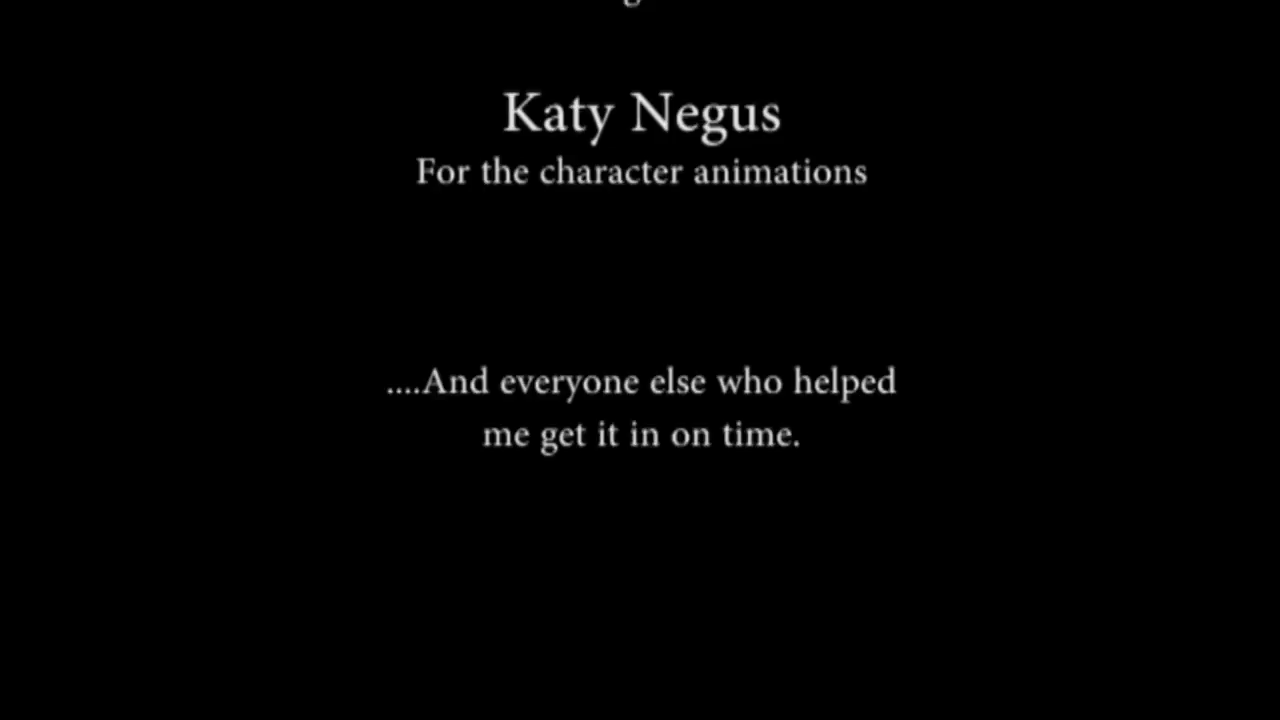 Katy Negus
For the character animations
....And everyone else who helped
me get it in on time.